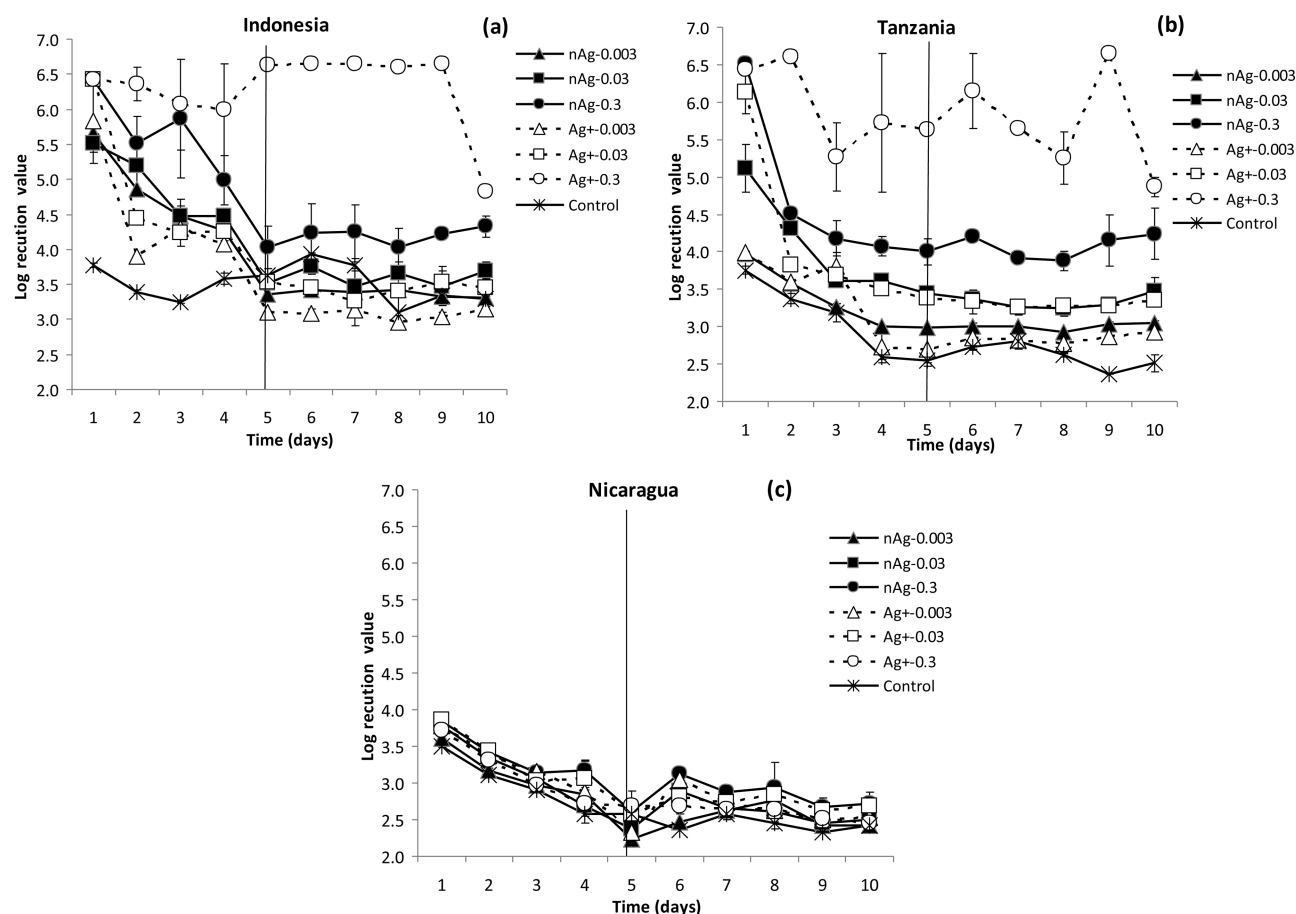 Indonesia
(a)
7.0
6.5
6.0
5.5
5.0
4.5
4.0
3.5
3.0
2.5
2.0
Log recution value
1 2 3 4 5 6 7 8 9 10
Time (days)
nAg-0.003
nAg-0.03
nAg-0.3
Ag+-0.003
Ag+-0.03
Ag+-0.3
Control
Tanzania
(b)
7.0
6.5
6.0
5.5
5.0
4.5
4.0
3.5
3.0
2.5
2.0
Log recution value
1 2 3 4 5 6 7 8 9 10
Time (days)
nAg-0.003
nAg-0.03
nAg-0.3
Ag+-0.003
Ag+-0.03
Ag+-0.3
Control
Nicaragua
(c)
7.0
6.5
6.0
5.5
5.0
4.5
4.0
3.5
3.0
2.5
2.0
Log recution value
1 2 3 4 5 6 7 8 9 10
Time (days)
nAg-0.003
nAg-0.03
nAg-0.3
Ag+-0.003
Ag+-0.03
Ag+-0.3
Control